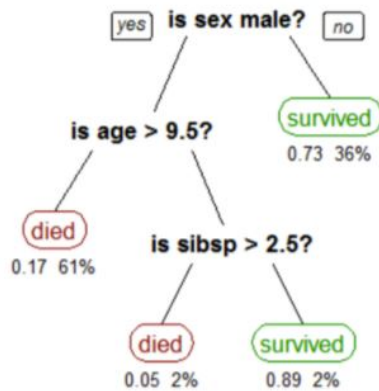 yes is sex male? no
is age > 9.5?
survived
0.73 36%
died
0.17 61%
is sibsp > 2.5?
died survived
0.05 2% 0.89 2%